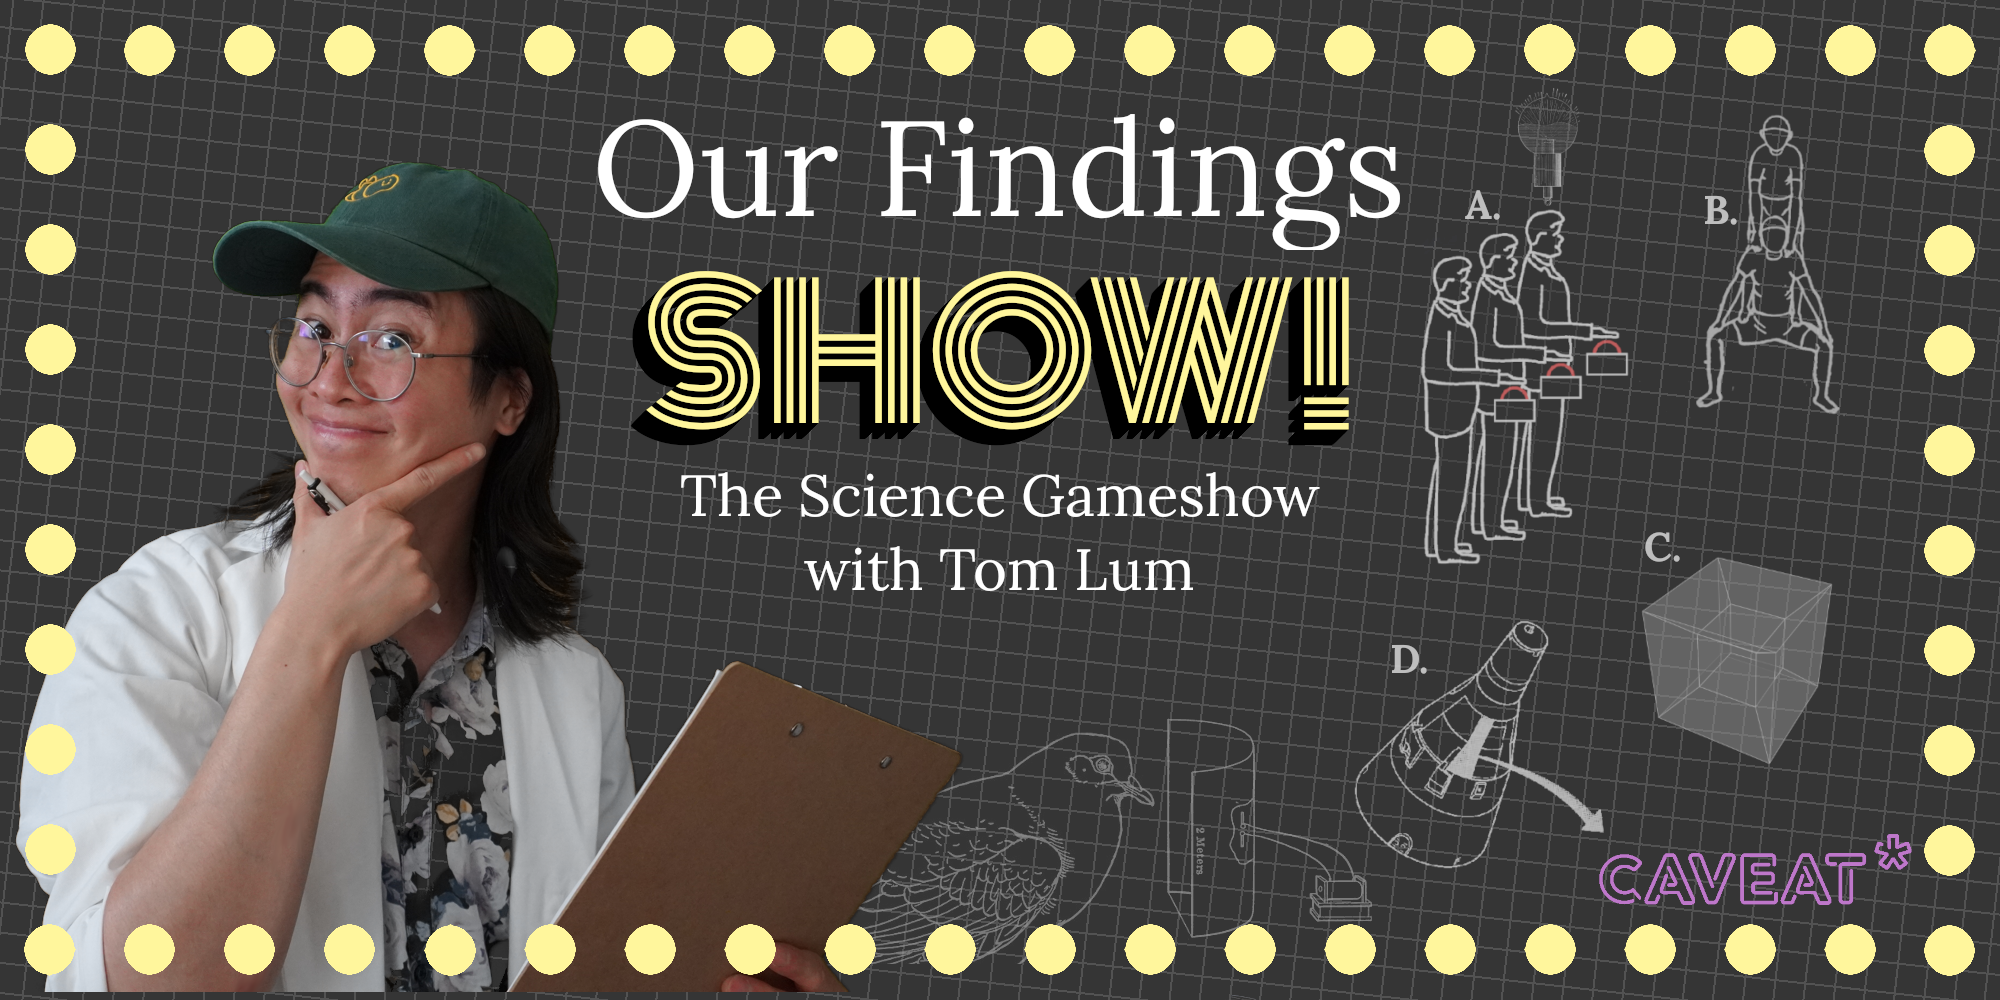 Our Findings
SHOW!
The Science Gameshow
with Tom Lum
A.
B.
C.
D.
2 Meters
CAVEAT*